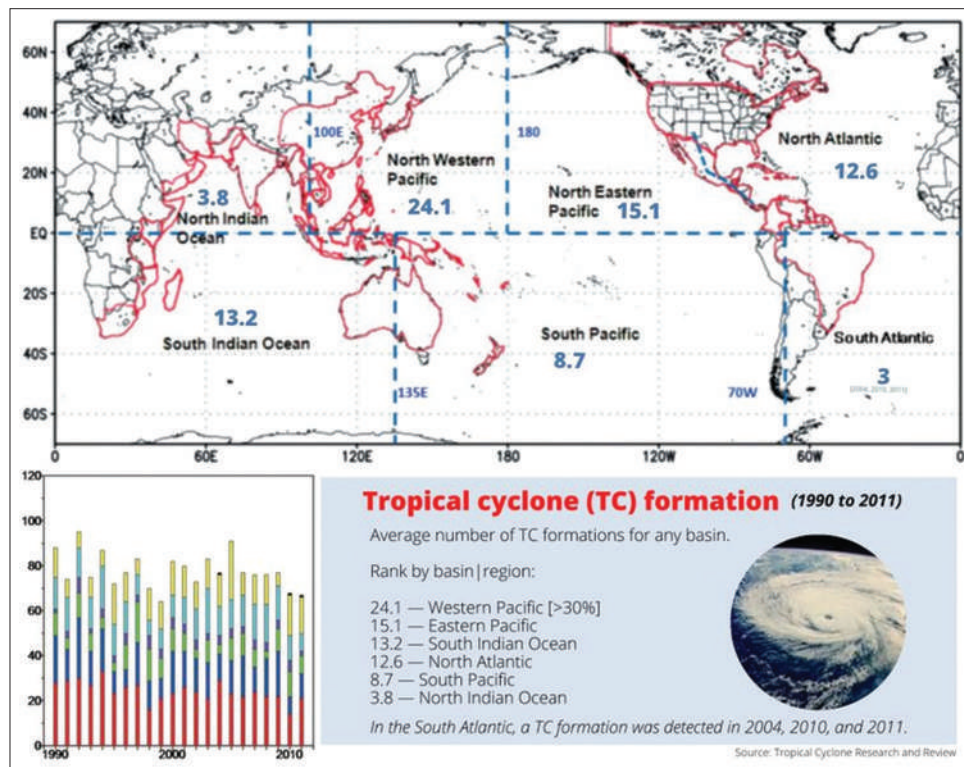 60N
40N
20N
EQ
20S
40S
60S
100E
180
North Western
Pacific
24.1
3.8
North Indian
Ocean
North Eastern
Pacific
15.1
North Atlantic
12.6
13.2
South Indian Ocean
South Pacific
8.7
South Atlantic
3
(2004, 2010, 2011)
135E
70W
0
60E
120E
180
120W
60W
0
120
100
80
60
40
20
0
1990
2000
2010
Tropical cyclone (TC) formation (1990 to 2011)
Average number of TC formations for any basin.
Rank by basin|region:
24.1 — Western Pacific [>30%]
15.1 — Eastern Pacific
13.2 — South Indian Ocean
12.6 — North Atlantic
8.7 — South Pacific
3.8 — North Indian Ocean
In the South Atlantic, a TC formation was detected in 2004, 2010, and 2011.
Source: Tropical Cyclone Research and Review